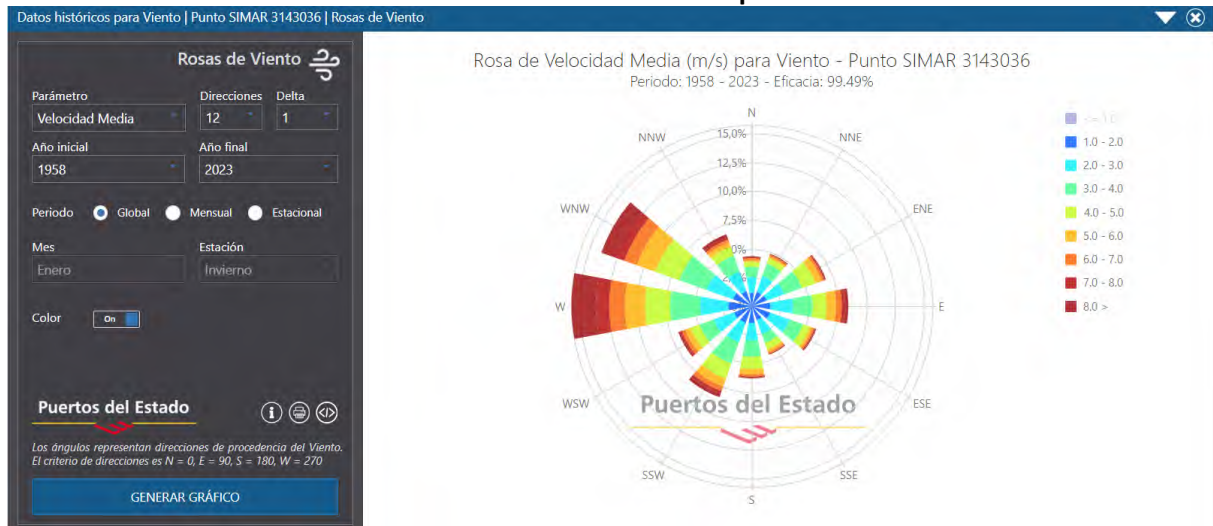 Datos históricos para Viento | Punto SIMAR 3143036 | Rosas de Viento
Rosas de Viento
Parámetro Direcciones Delta
Velocidad Media 12 1
Año inicial Año final
1958 2023
Periodo Global Mensual Estacional
Mes Estación
Enero Invierno
Color On
Puertos del Estado
Los ángulos representan direcciones de procedencia del Viento.
El criterio de direcciones es N = 0, E = 90, S = 180, W = 270
GENERAR GRÁFICO
Rosa de Velocidad Media (m/s) para Viento - Punto SIMAR 3143036
Periodo: 1958 - 2023 - Eficacia: 99.49%
N
NNW 15,0% NNE
12,5%
10,0%
WNW 7,5% ENE
W E
WSW Puertos del Estado ESE
SSW SSE
S
<= 1.0
1.0 - 2.0
2.0 - 3.0
3.0 - 4.0
4.0 - 5.0
5.0 - 6.0
6.0 - 7.0
7.0 - 8.0
8.0 >